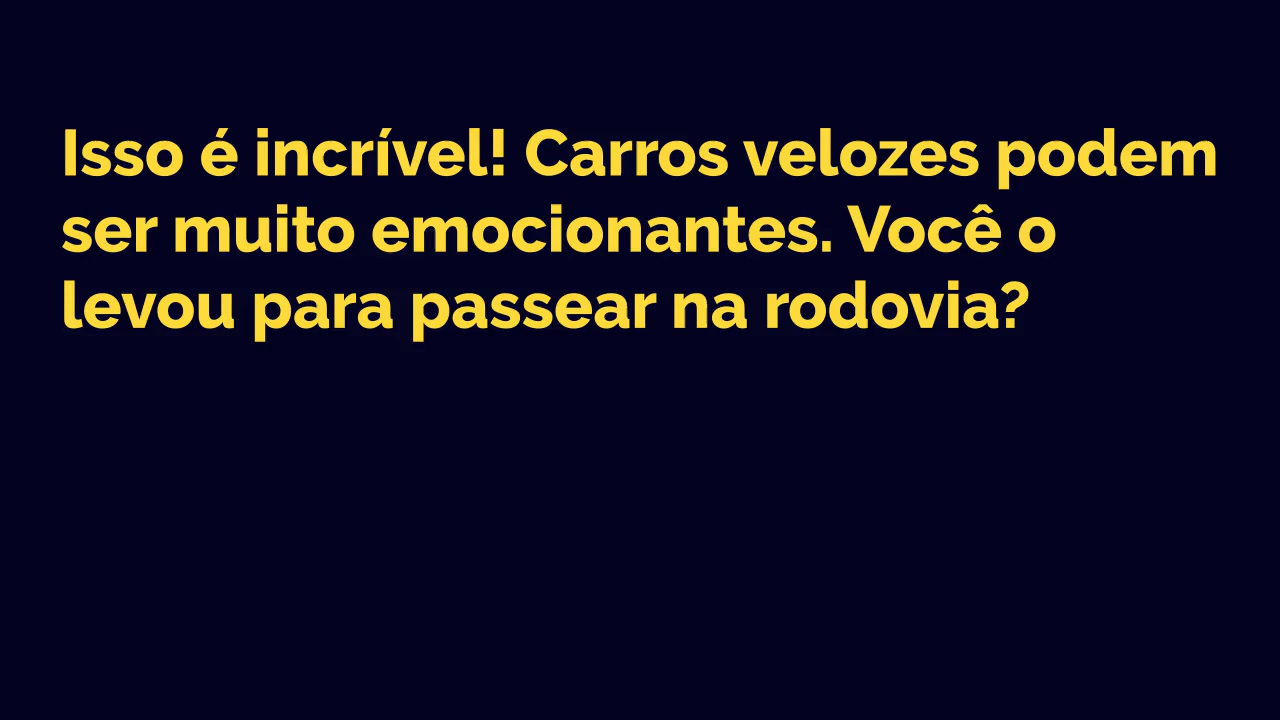 Isso é incrível! Carros velozes podem
ser muito emocionantes. Você o
levou para passear na rodovia?